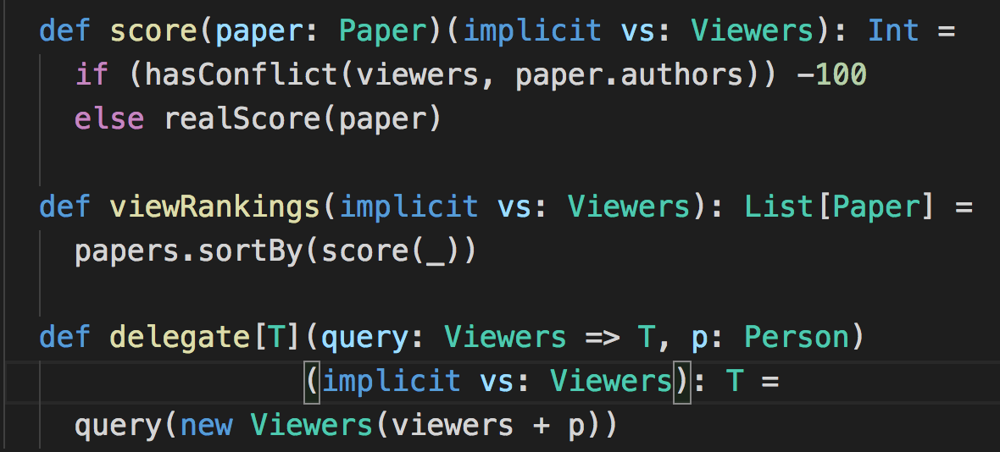 def score(paper: Paper)(implicit vs: Viewers): Int =
if (hasConflict(viewers, paper.authors)) -100
else realScore(paper)
def viewRankings(implicit vs: Viewers): List[Paper] =
papers.sortBy(score(_))
def delegate[T](query: Viewers => T, p: Person)
(implicit vs: Viewers): T =
query(new Viewers(viewers + p))